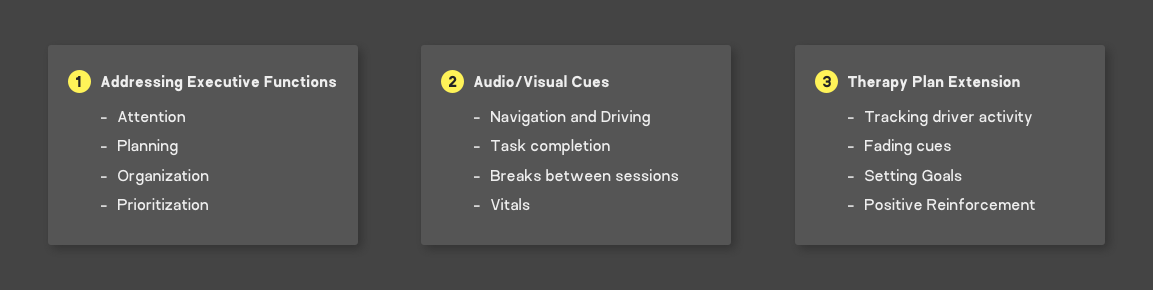 1 Addressing Executive Functions
- Attention
- Planning
- Organization
- Prioritization
2 Audio/Visual Cues
- Navigation and Driving
- Task completion
- Breaks between sessions
- Vitals
3 Therapy Plan Extension
- Tracking driver activity
- Fading cues
- Setting Goals
- Positive Reinforcement